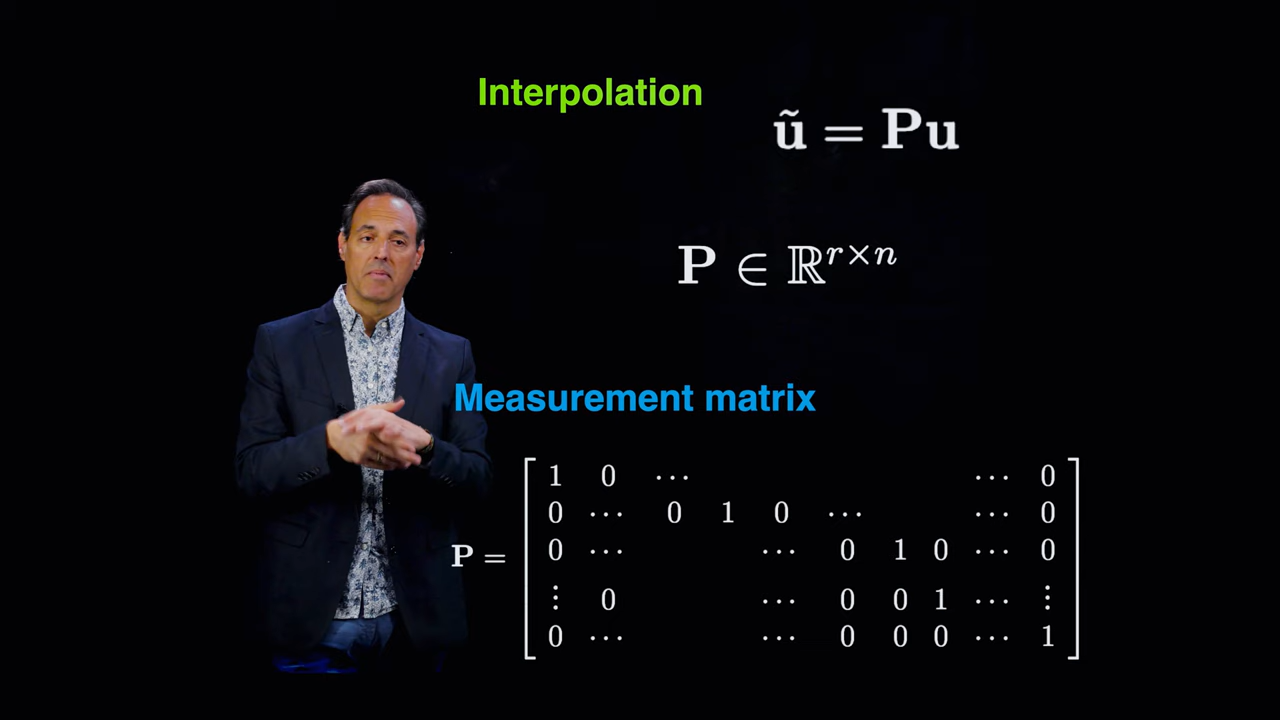 Interpolation
ũ = Pu
P ∈ ℝ^{r×n}
Measurement matrix
P =
1 0 ⋯ ⋯ 0
0 ⋯ 0 1 0 ⋯ ⋯ 0
0 ⋯ ⋯ 0 1 0 ⋯ 0
⋮ 0 ⋯ 0 0 1 ⋯ ⋮
0 ⋯ ⋯ 0 0 0 ⋯ 1